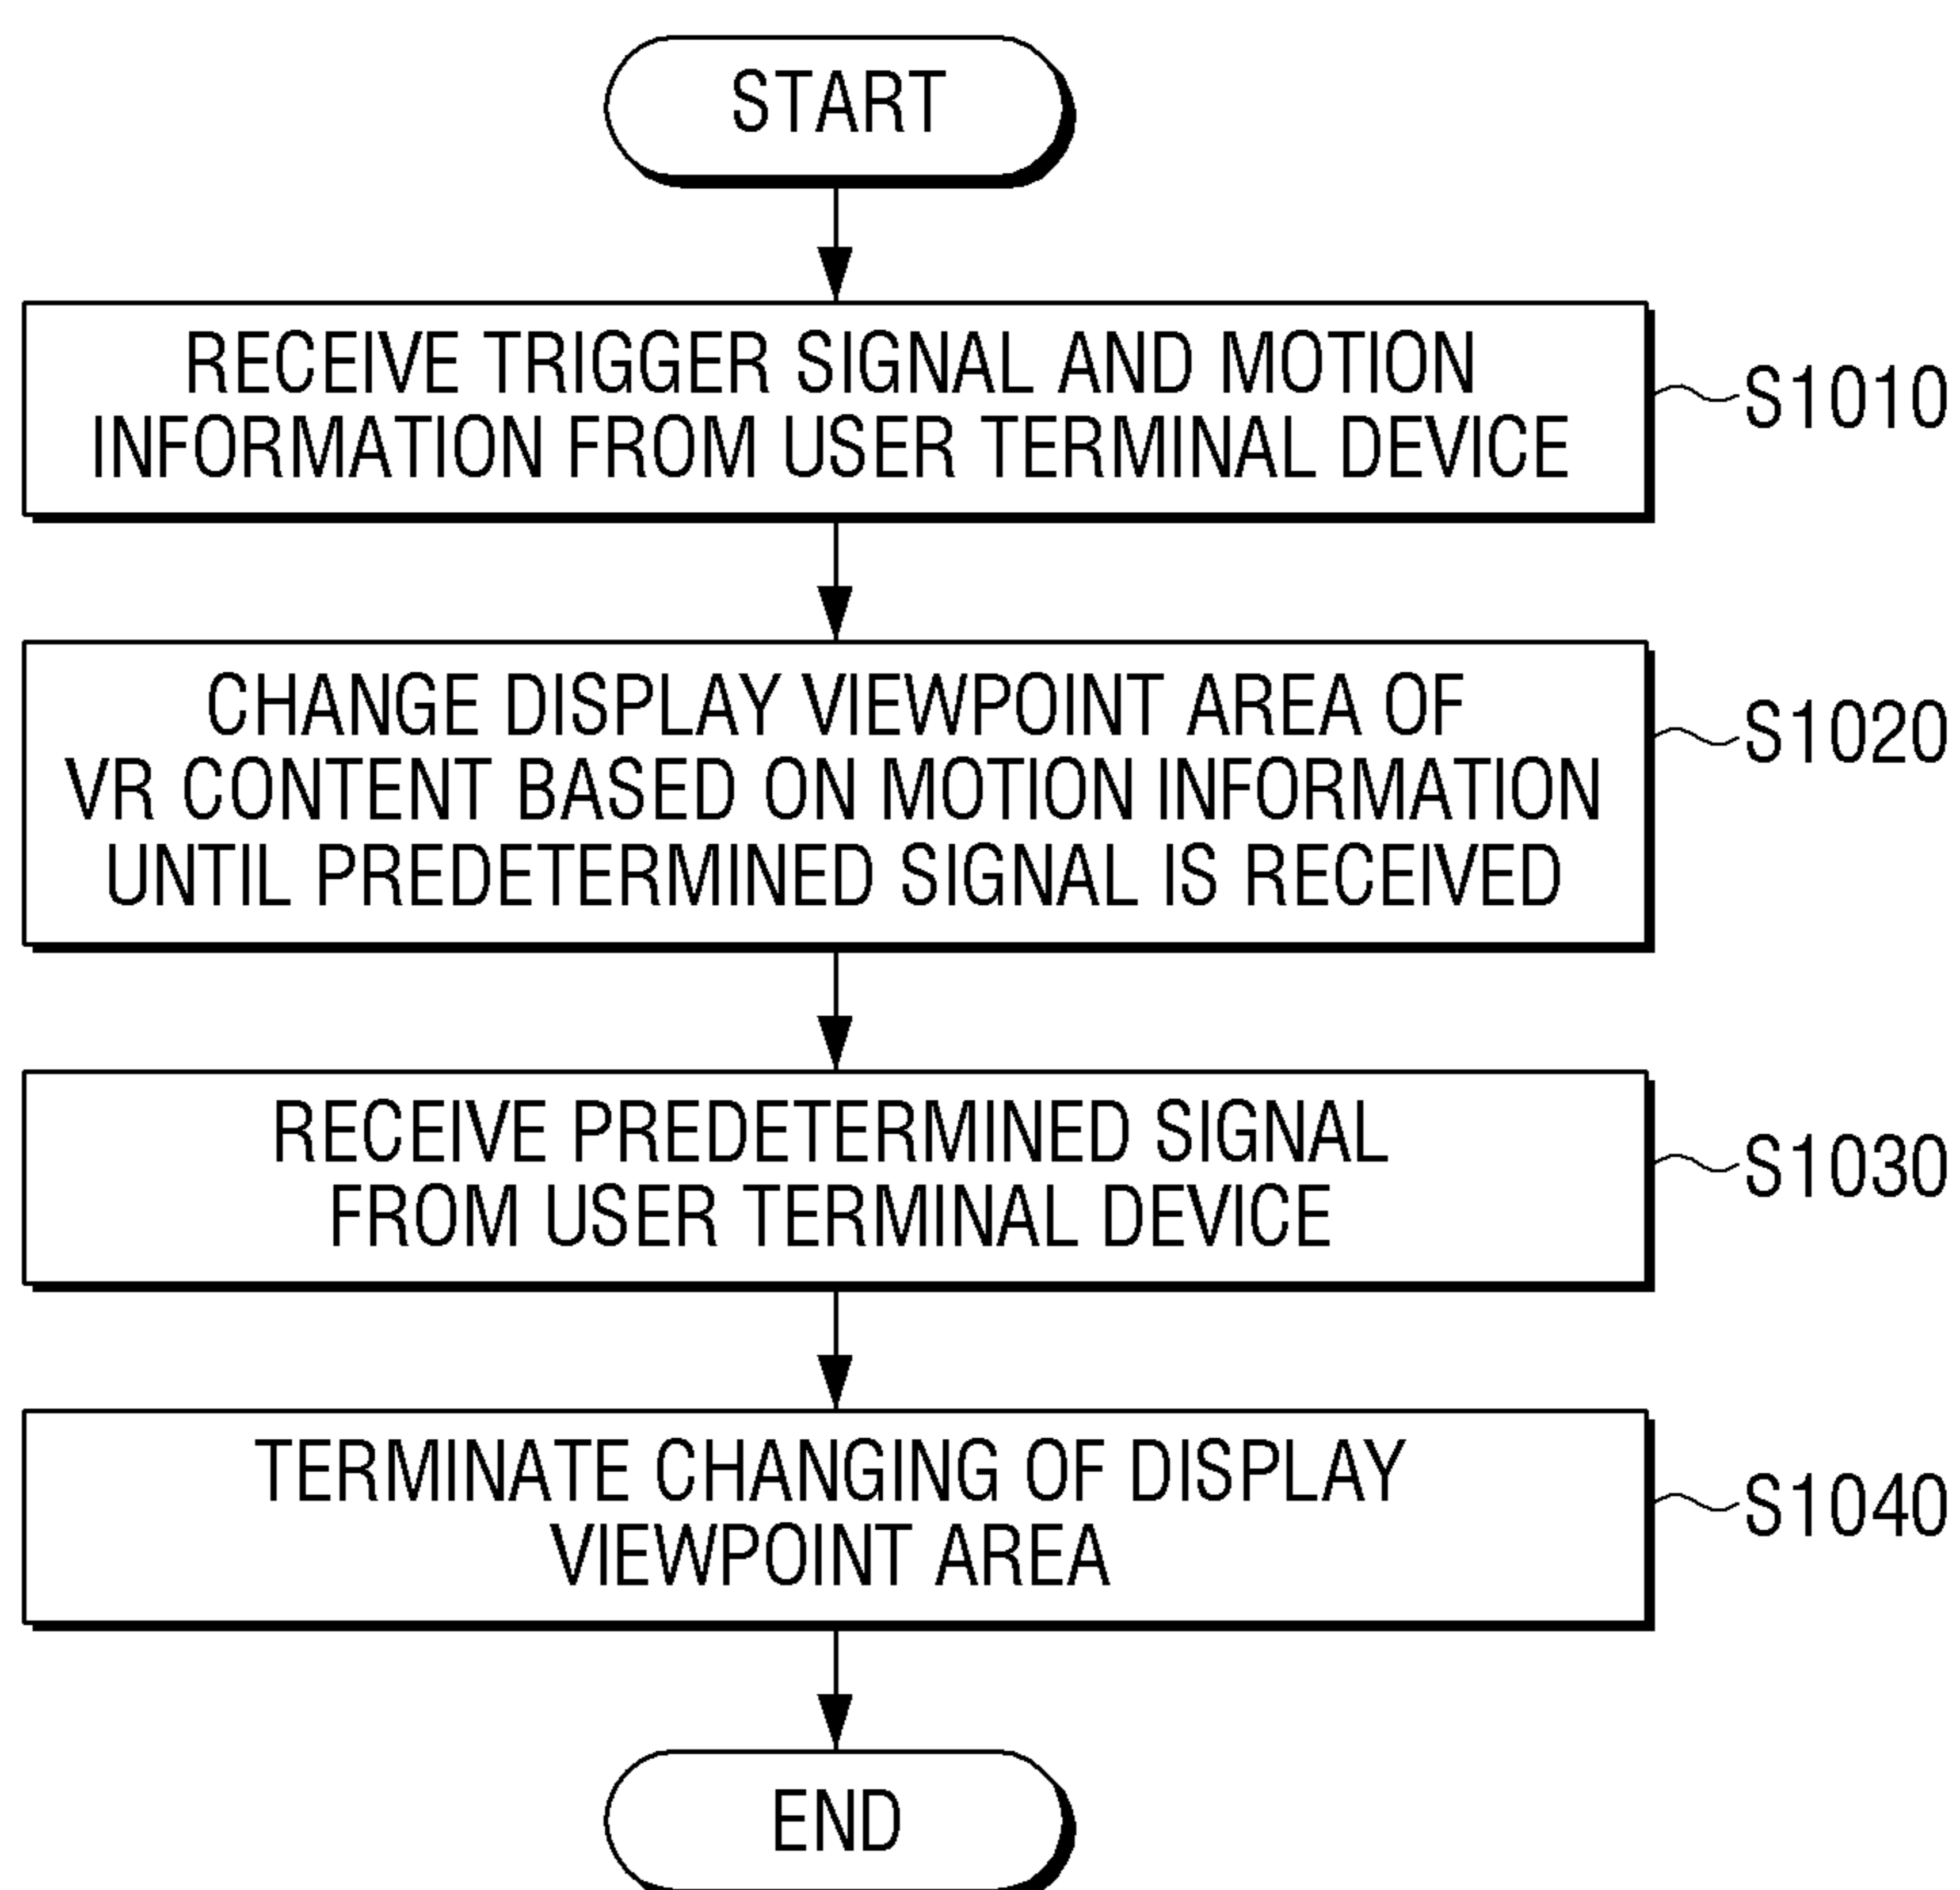 START
RECEIVE TRIGGER SIGNAL AND MOTION
INFORMATION FROM USER TERMINAL DEVICE
S1010
CHANGE DISPLAY VIEWPOINT AREA OF
VR CONTENT BASED ON MOTION INFORMATION
UNTIL PREDETERMINED SIGNAL IS RECEIVED
S1020
RECEIVE PREDETERMINED SIGNAL
FROM USER TERMINAL DEVICE
S1030
TERMINATE CHANGING OF DISPLAY
VIEWPOINT AREA
S1040
END